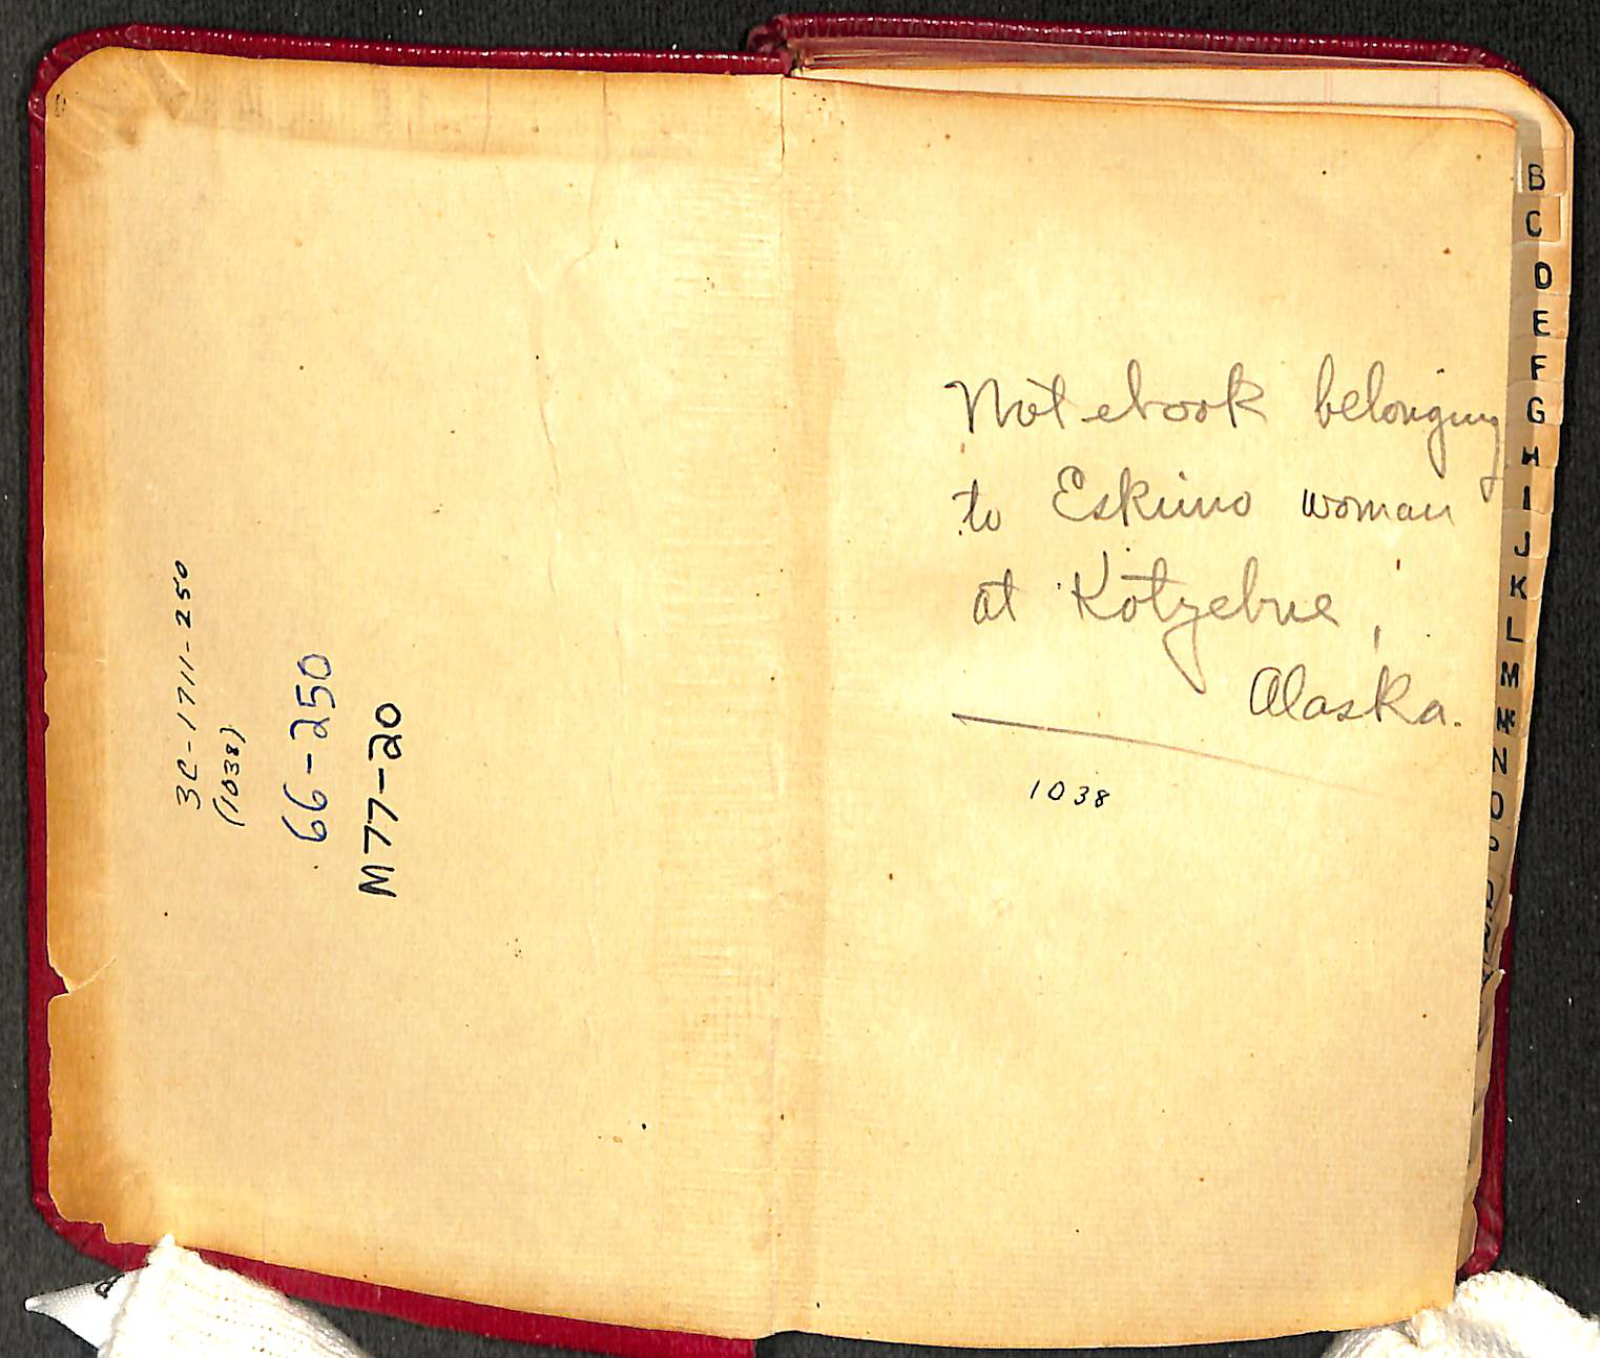 3C-1711-250
(1038)
66-250
M77-20
Notebook belonging
to Eskimo woman
at Kotzebue,
Alaska.
1038
B
C
D
E
F
G
H
I
J
K
L
M
N
O